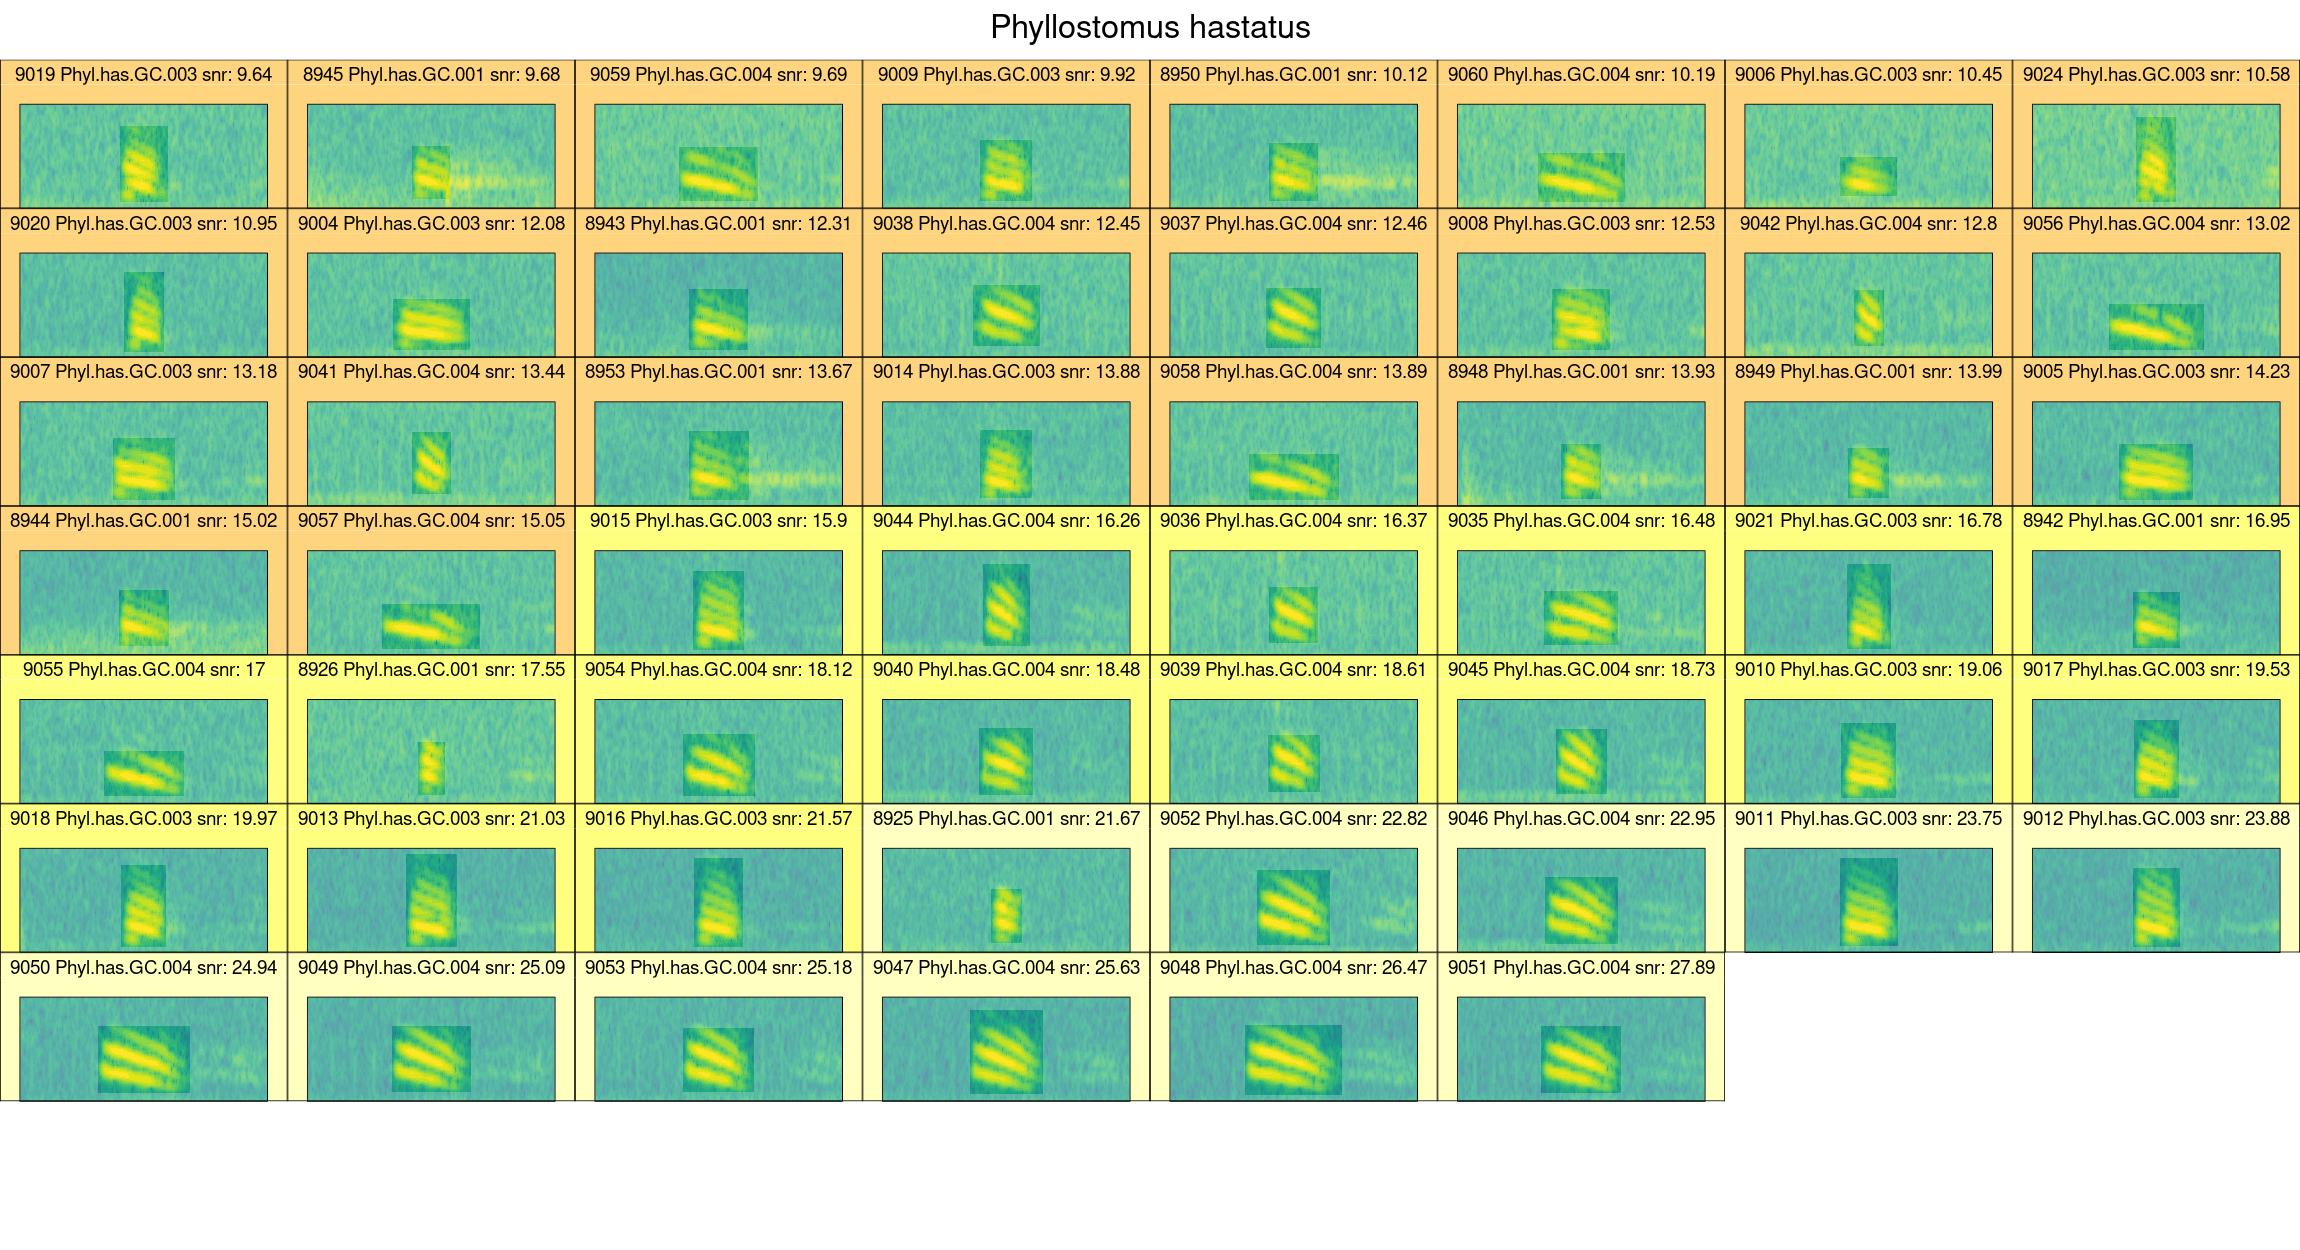 Phyllostomus hastatus
9019 Phyl.has.GC.003 snr: 9.64
8945 Phyl.has.GC.001 snr: 9.68
9059 Phyl.has.GC.004 snr: 9.69
9009 Phyl.has.GC.003 snr: 9.92
8950 Phyl.has.GC.001 snr: 10.12
9060 Phyl.has.GC.004 snr: 10.19
9006 Phyl.has.GC.003 snr: 10.45
9024 Phyl.has.GC.003 snr: 10.58
9020 Phyl.has.GC.003 snr: 10.95
9004 Phyl.has.GC.003 snr: 12.08
8943 Phyl.has.GC.001 snr: 12.31
9038 Phyl.has.GC.004 snr: 12.45
9037 Phyl.has.GC.004 snr: 12.46
9008 Phyl.has.GC.003 snr: 12.53
9042 Phyl.has.GC.004 snr: 12.8
9056 Phyl.has.GC.004 snr: 13.02
9007 Phyl.has.GC.003 snr: 13.18
9041 Phyl.has.GC.004 snr: 13.44
8953 Phyl.has.GC.001 snr: 13.67
9014 Phyl.has.GC.003 snr: 13.88
9058 Phyl.has.GC.004 snr: 13.89
8948 Phyl.has.GC.001 snr: 13.93
8949 Phyl.has.GC.001 snr: 13.99
9005 Phyl.has.GC.003 snr: 14.23
8944 Phyl.has.GC.001 snr: 15.02
9057 Phyl.has.GC.004 snr: 15.05
9015 Phyl.has.GC.003 snr: 15.9
9044 Phyl.has.GC.004 snr: 16.26
9036 Phyl.has.GC.004 snr: 16.37
9035 Phyl.has.GC.004 snr: 16.48
9021 Phyl.has.GC.003 snr: 16.78
8942 Phyl.has.GC.001 snr: 16.95
9055 Phyl.has.GC.004 snr: 17
8926 Phyl.has.GC.001 snr: 17.55
9054 Phyl.has.GC.004 snr: 18.12
9040 Phyl.has.GC.004 snr: 18.48
9039 Phyl.has.GC.004 snr: 18.61
9045 Phyl.has.GC.004 snr: 18.73
9010 Phyl.has.GC.003 snr: 19.06
9017 Phyl.has.GC.003 snr: 19.53
9018 Phyl.has.GC.003 snr: 19.97
9013 Phyl.has.GC.003 snr: 21.03
9016 Phyl.has.GC.003 snr: 21.57
8925 Phyl.has.GC.001 snr: 21.67
9052 Phyl.has.GC.004 snr: 22.82
9046 Phyl.has.GC.004 snr: 22.95
9011 Phyl.has.GC.003 snr: 23.75
9012 Phyl.has.GC.003 snr: 23.88
9050 Phyl.has.GC.004 snr: 24.94
9049 Phyl.has.GC.004 snr: 25.09
9053 Phyl.has.GC.004 snr: 25.18
9047 Phyl.has.GC.004 snr: 25.63
9048 Phyl.has.GC.004 snr: 26.47
9051 Phyl.has.GC.004 snr: 27.89